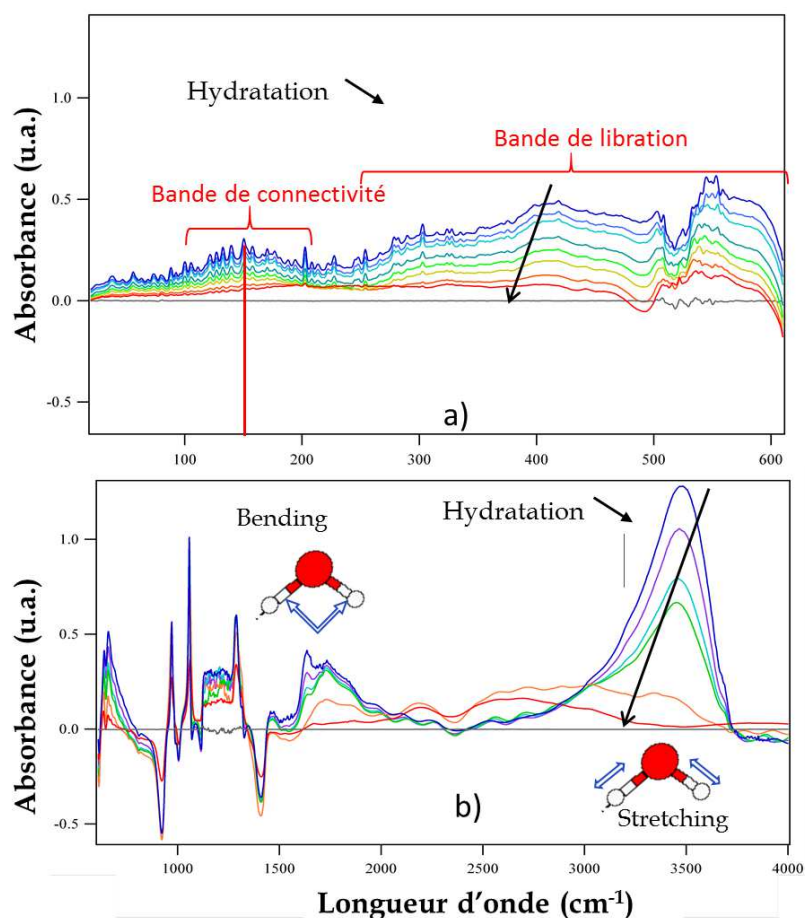 Absorbance (u.a.)
1.0
0.5
0.0
-0.5
Hydratation
Bande de libration
Bande de connectivité
a)
100 200 300 400 500 600
Absorbance (u.a.)
1.0
0.5
0.0
-0.5
Bending
Hydratation
b)
Stretching
1000 1500 2000 2500 3000 3500 4000
Longueur d’onde (cm-1)